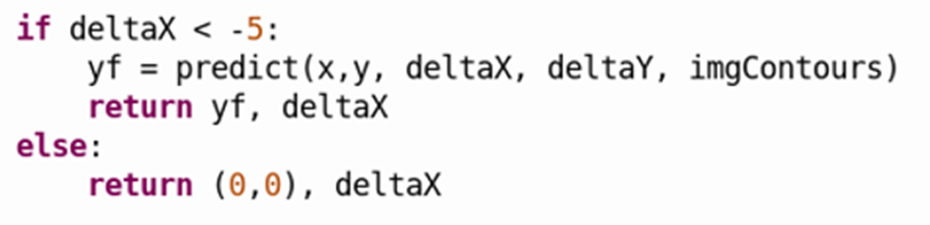 if deltaX < -5:
    yf = predict(x,y, deltaX, deltaY, imgContours)
    return yf, deltaX
else:
    return (0,0), deltaX